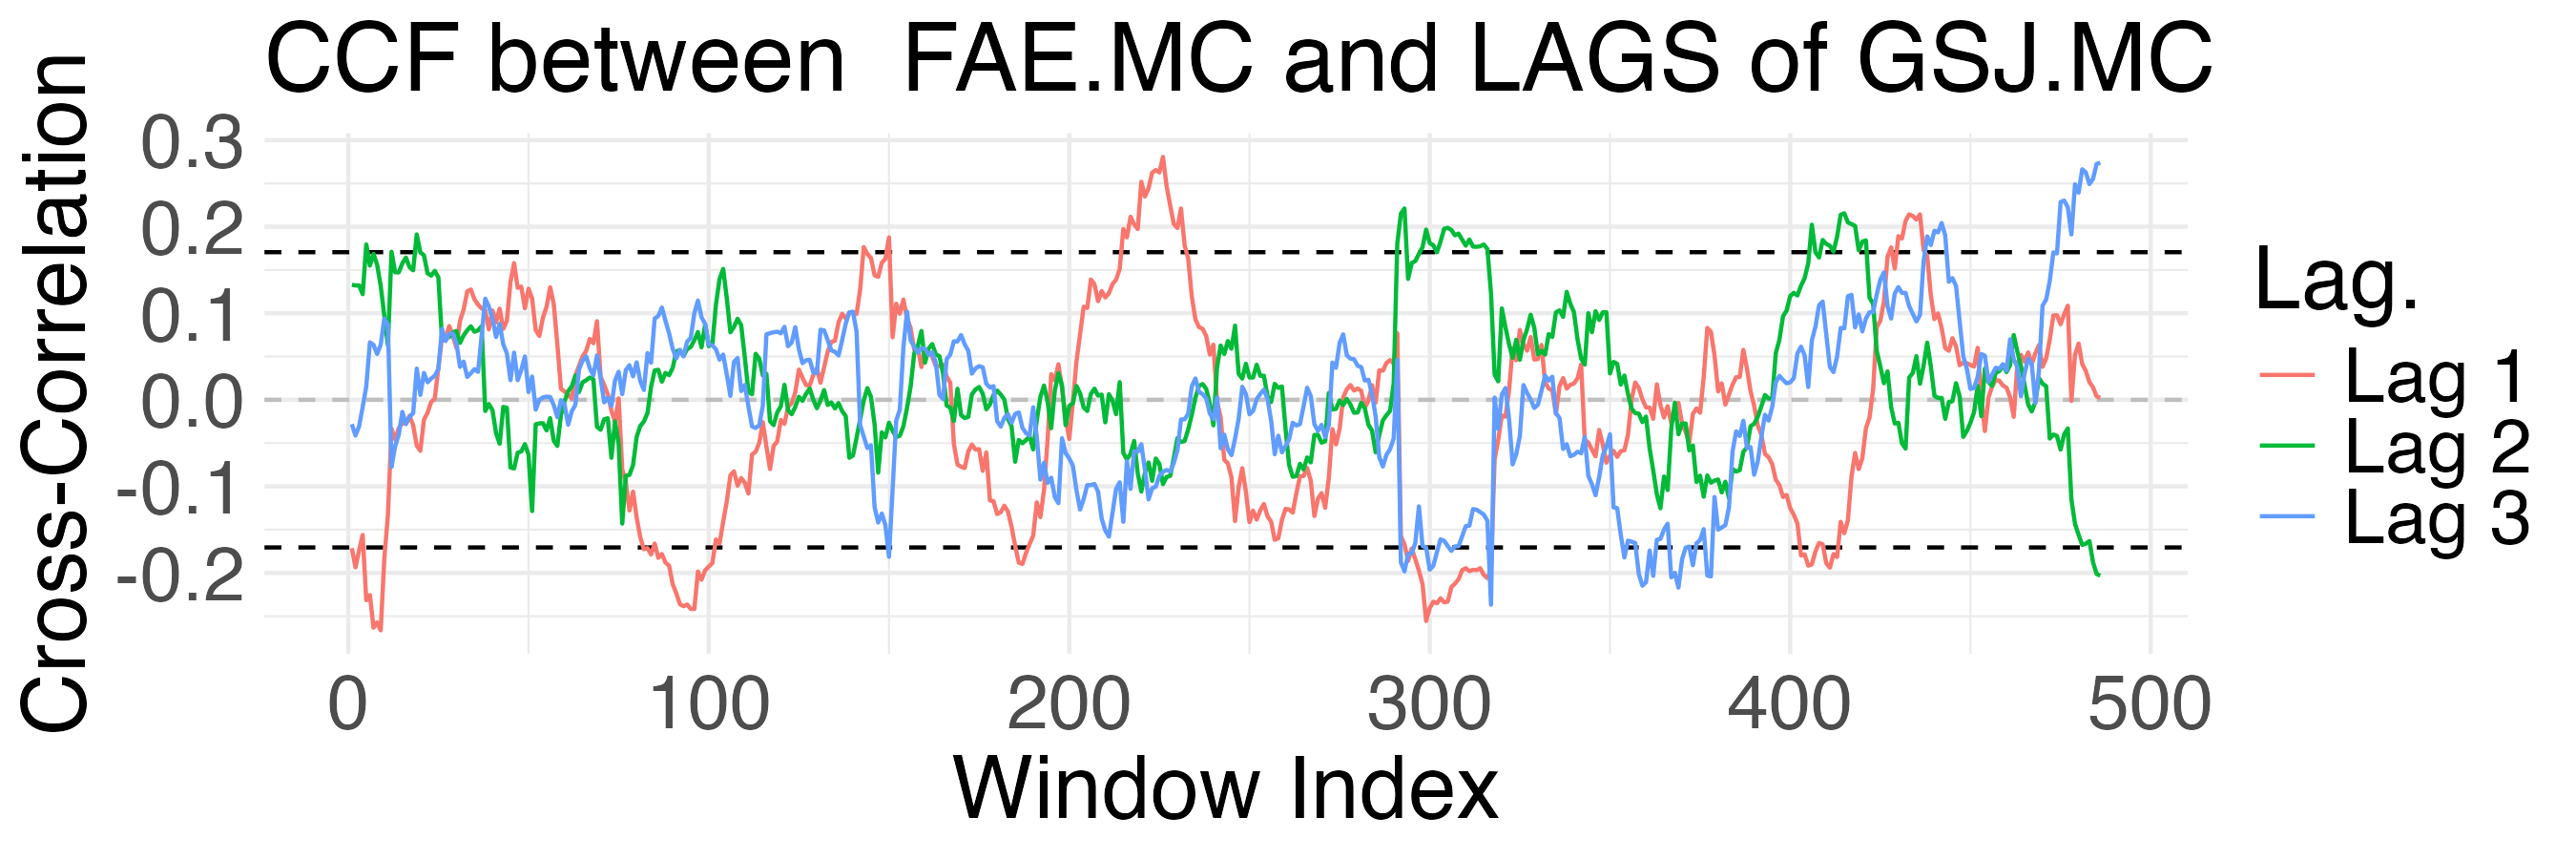 CCF between  FAE.MC and LAGS of GSJ.MC
Cross-Correlation
0.3
0.2
0.1
0.0
-0.1
-0.2
0 100 200 300 400 500
Window Index
Lag.
Lag 1
Lag 2
Lag 3